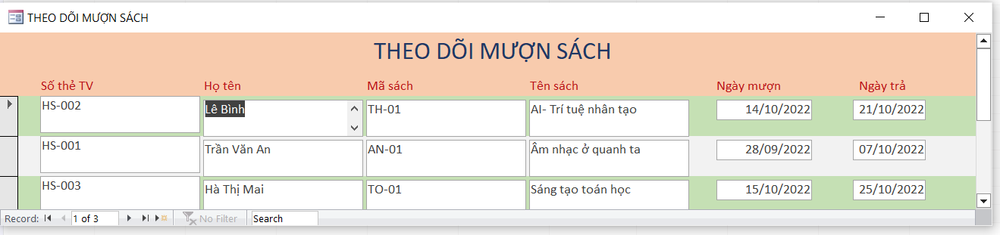 THEO DÕI MƯỢN SÁCH
THEO DÕI MƯỢN SÁCH
Số thẻ TV Họ tên Mã sách Tên sách Ngày mượn Ngày trả
HS-002 Lê Bình TH-01 AI- Trí tuệ nhân tạo 14/10/2022 21/10/2022
HS-001 Trần Văn An AN-01 Âm nhạc ở quanh ta 28/09/2022 07/10/2022
HS-003 Hà Thị Mai TO-01 Sáng tạo toán học 15/10/2022 25/10/2022
Record: 1 of 3 No Filter Search